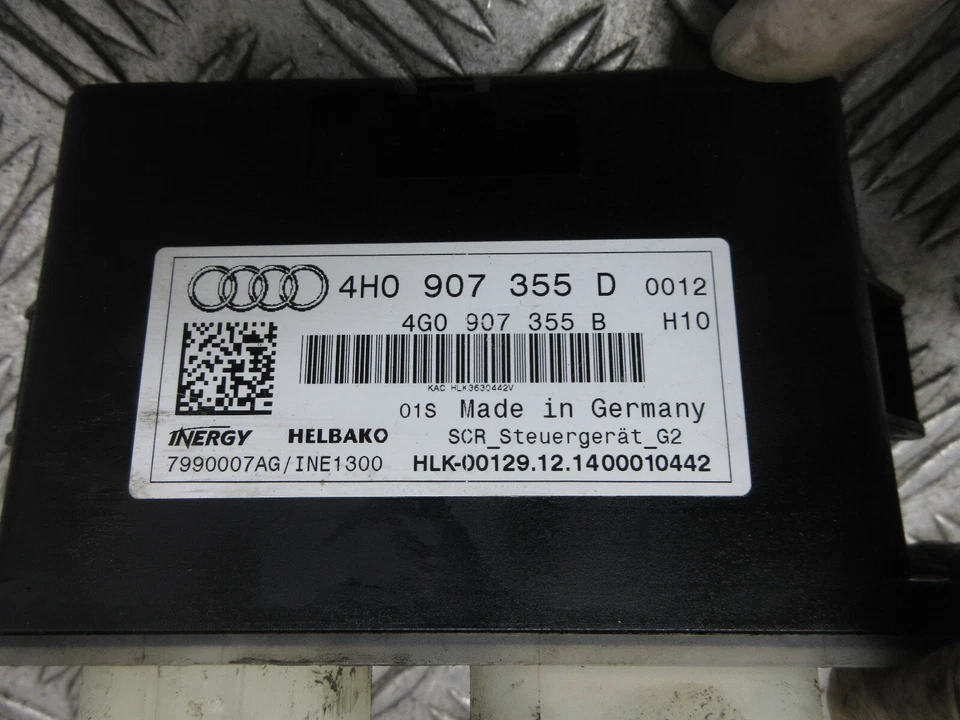 4H0 907 355 D 0012
4G0 907 355 B H10
KAC HLK3630442V
01S Made in Germany
INERGY HELBAKO SCR_Steuergerät_G2
7990007AG/INE1300 HLK-00129.12.1400010442